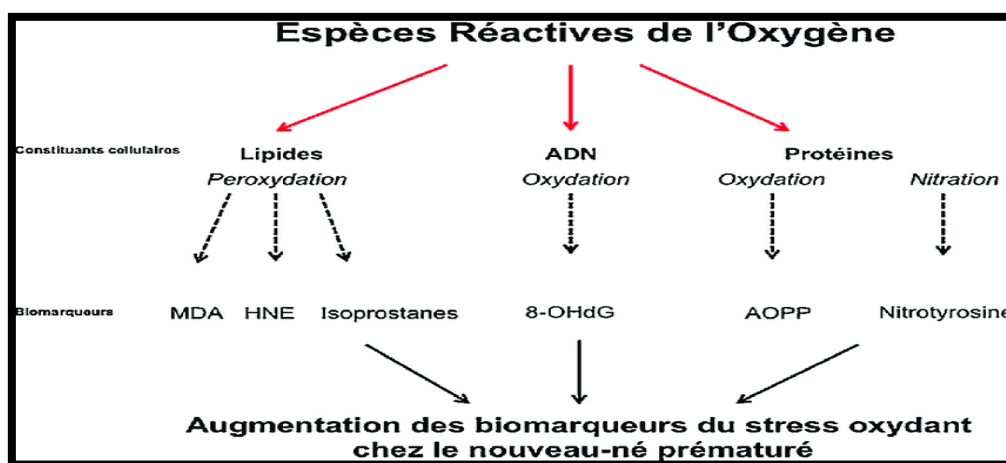 Espèces Réactives de l'Oxygène
Constituants cellulaires Lipides ADN Protéines
Peroxydation Oxydation Oxydation Nitration
Biomarqueurs MDA HNE Isoprostanes 8-OHdG AOPP Nitrotyrosine
Augmentation des biomarqueurs du stress oxydant
chez le nouveau-né prématuré